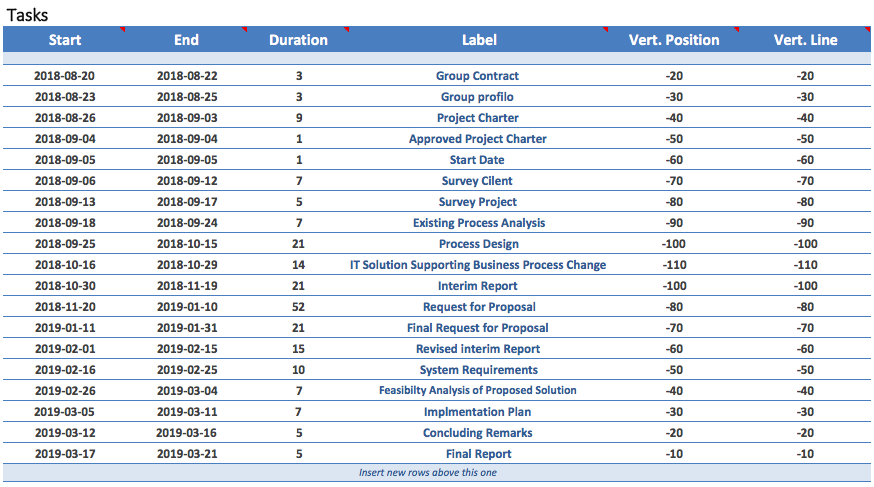 Tasks
Start End Duration Label Vert. Position Vert. Line
2018-08-20 2018-08-22 3 Group Contract -20 -20
2018-08-23 2018-08-25 3 Group profilo -30 -30
2018-08-26 2018-09-03 9 Project Charter -40 -40
2018-09-04 2018-09-04 1 Approved Project Charter -50 -50
2018-09-05 2018-09-05 1 Start Date -60 -60
2018-09-06 2018-09-12 7 Survey Cilent -70 -70
2018-09-13 2018-09-17 5 Survey Project -80 -80
2018-09-18 2018-09-24 7 Existing Process Analysis -90 -90
2018-09-25 2018-10-15 21 Process Design -100 -100
2018-10-16 2018-10-29 14 IT Solution Supporting Business Process Change -110 -110
2018-10-30 2018-11-19 21 Interim Report -100 -100
2018-11-20 2019-01-10 52 Request for Proposal -80 -80
2019-01-11 2019-01-31 21 Final Request for Proposal -70 -70
2019-02-01 2019-02-15 15 Revised interim Report -60 -60
2019-02-16 2019-02-25 10 System Requirements -50 -50
2019-02-26 2019-03-04 7 Feasibilty Analysis of Proposed Solution -40 -40
2019-03-05 2019-03-11 7 Implmentation Plan -30 -30
2019-03-12 2019-03-16 5 Concluding Remarks -20 -20
2019-03-17 2019-03-21 5 Final Report -10 -10
Insert new rows above this one